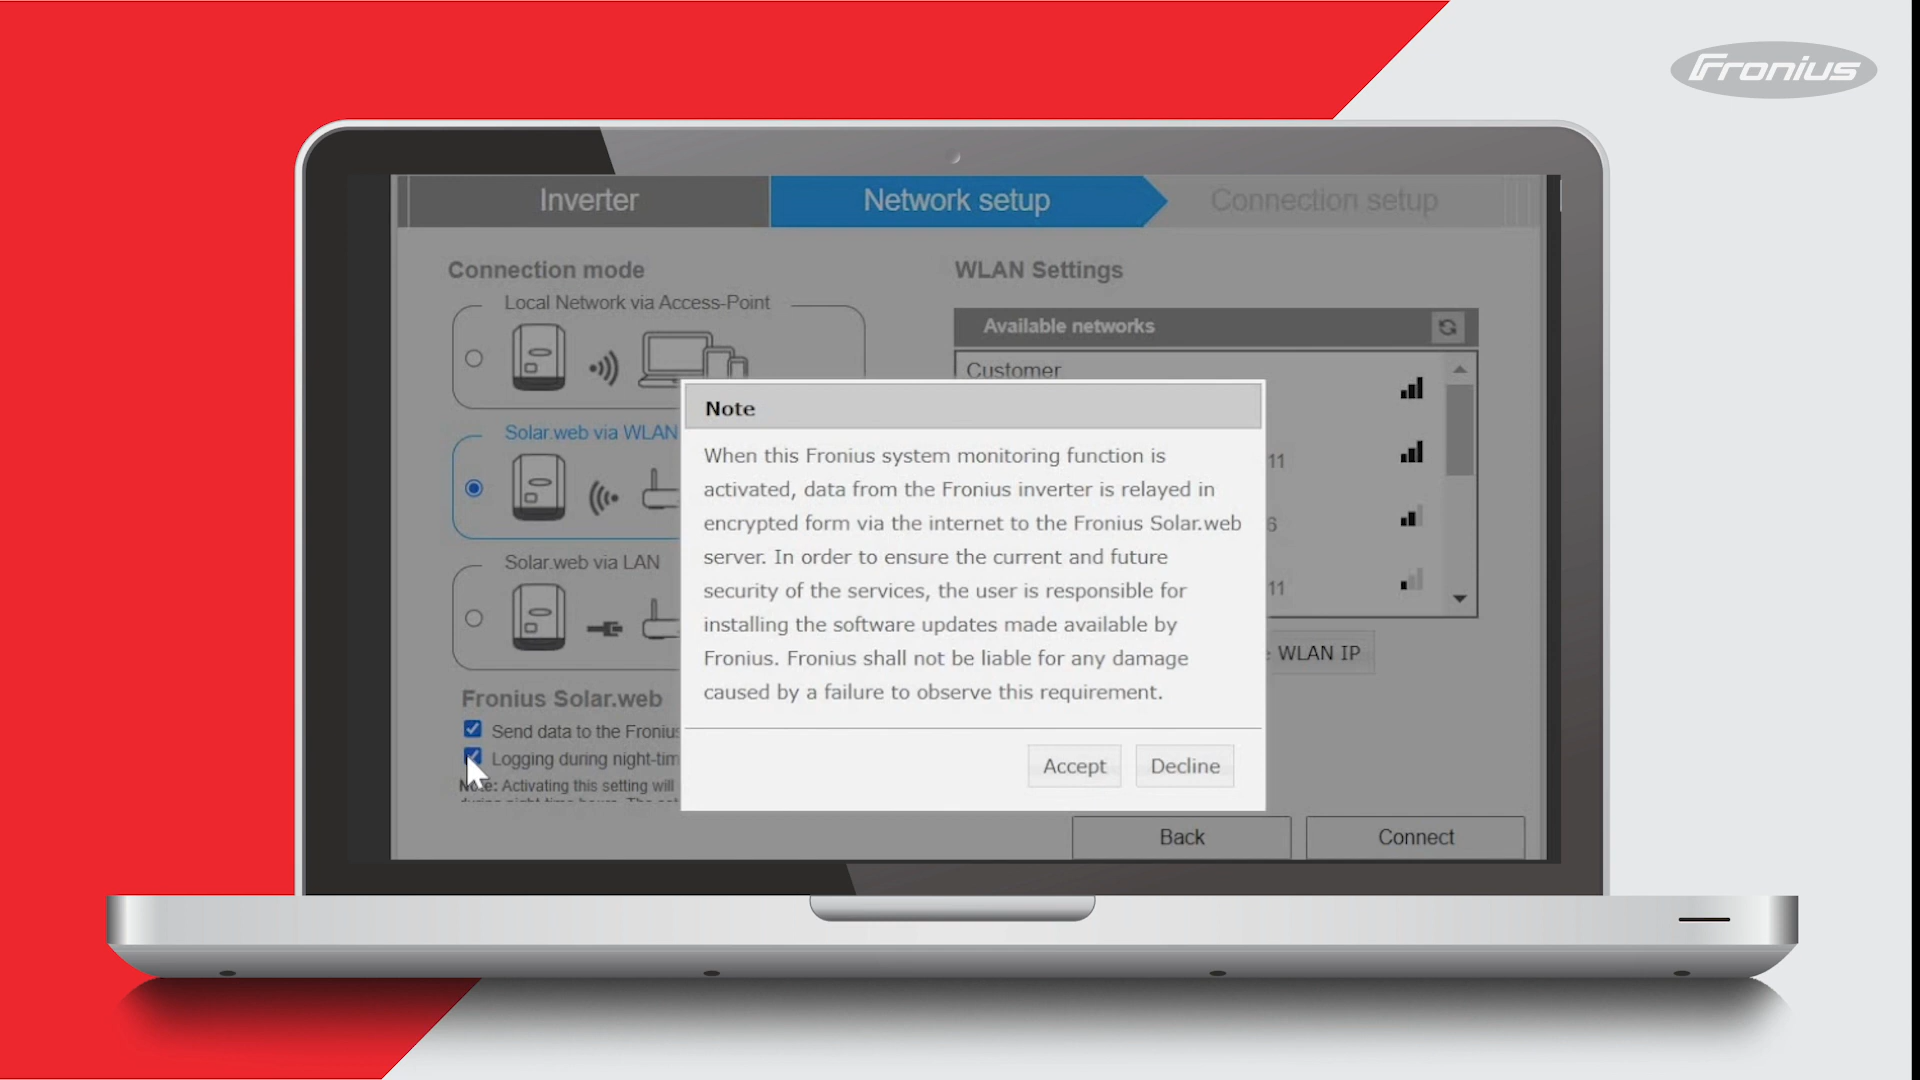 Fronius
Inverter
Network setup
Connection setup
Connection mode
Local Network via Access-Point
Solar.web via WLAN
Solar.web via LAN
Fronius Solar.web
Send data to the
Logging during
Note: Activating this setting will
WLAN Settings
Available networks
Customer
11
6
11
WLAN IP
Note
When this Fronius system monitoring function is
activated, data from the Fronius inverter is relayed in
encrypted form via the internet to the Fronius Solar.web
server. In order to ensure the current and future
security of the services, the user is responsible for
installing the software updates made available by
Fronius. Fronius shall not be liable for any damage
caused by a failure to observe this requirement.
Accept
Decline
Back
Connect